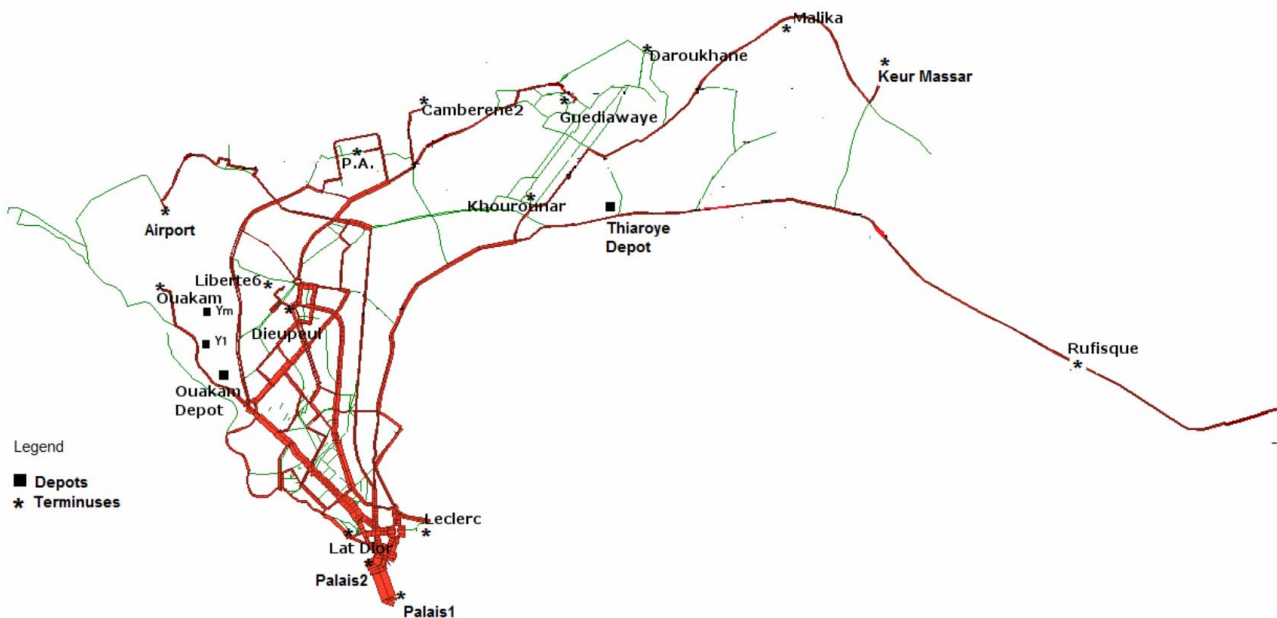 Malika
Daroukhane
Keur Massar
Camberene2
Guediawaye
P.A.
Khourounar
Airport
Thiaroye
Depot
Liberte6
Ouakam
Ym
Dieupeul
Y1
Rufisque
Ouakam
Depot
Legend
Depots
Terminuses
Leclerc
Lat Dior
Palais2
Palais1